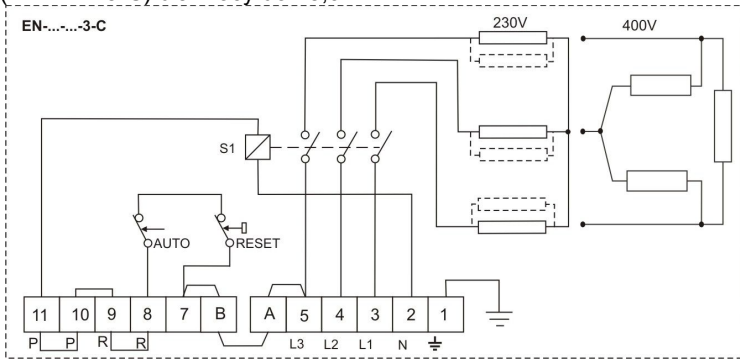 EN-...-...-3-C
230V
400V
S1
AUTO
RESET
11 10 9 8 7 B A 5 4 3 2 1
P P R R L3 L2 L1 N